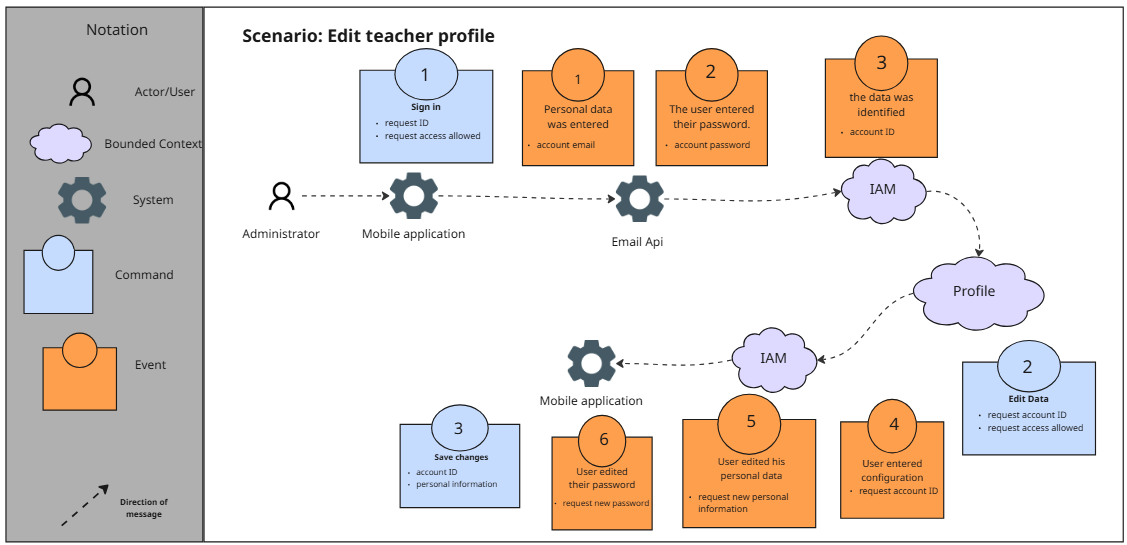 Notation
Actor/User
Bounded Context
System
Command
Event
Direction of
message
Scenario: Edit teacher profile
1
Sign in
· request ID
· request access allowed
1
Personal data
was entered
· account email
2
The user entered
their password.
· account password
3
the data was
identified
· account ID
Administrator
Mobile application
Email Api
IAM
Profile
IAM
Mobile application
2
Edit Data
· request account ID
· request access allowed
3
Save changes
· account ID
· personal information
6
User edited
their password
· request new password
5
User edited his
personal data
· request new personal
information
4
User entered
configuration
· request account ID